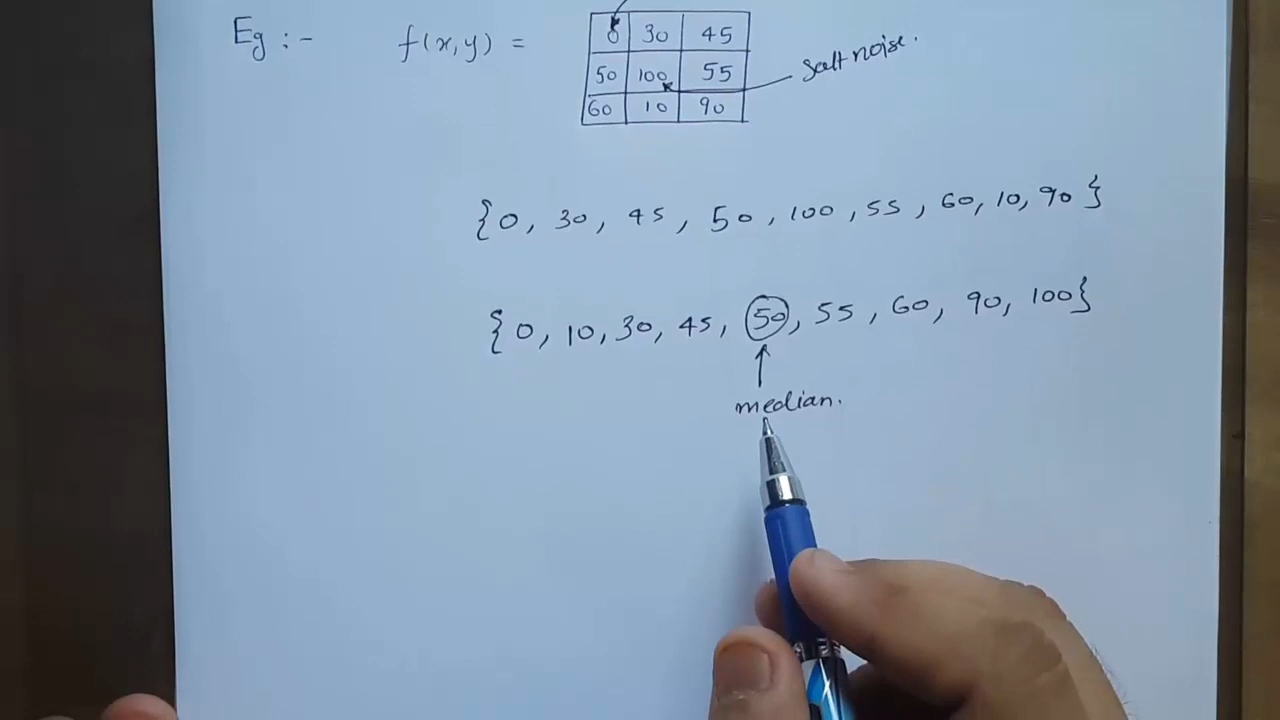 Eg :- f(x,y) =
0 30 45
50 100 55
60 10 90
salt noise.
{0, 30, 45, 50, 100, 55, 60, 10, 90}
{0, 10, 30, 45, 50, 55, 60, 90, 100}
median.